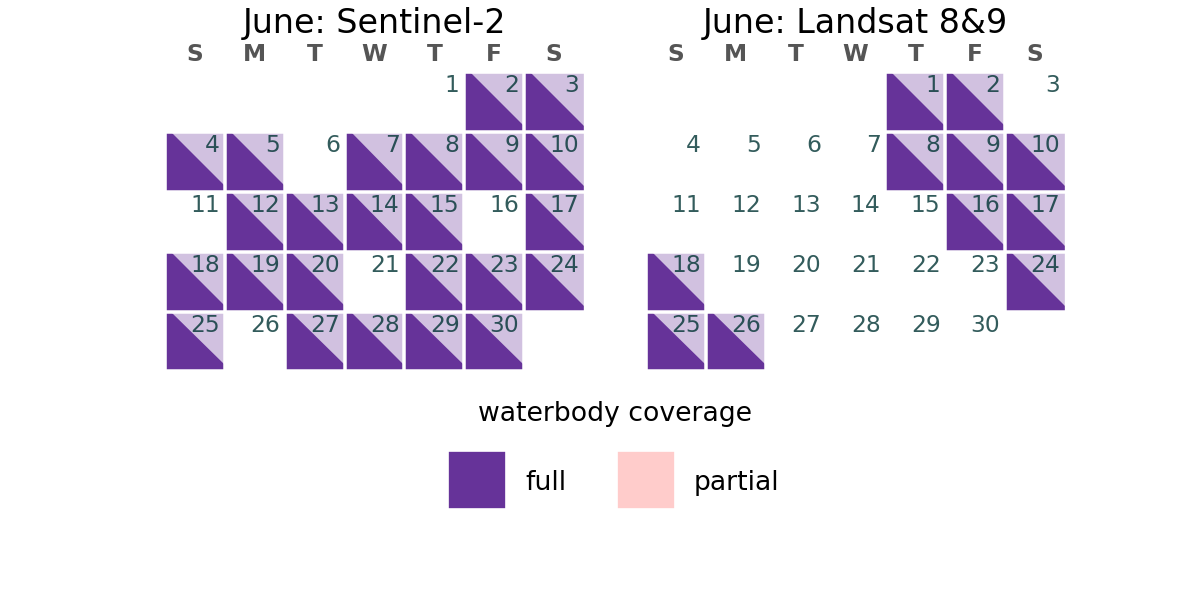 June: Sentinel-2
S M T W T F S
1 2 3
4 5 6 7 8 9 10
11 12 13 14 15 16 17
18 19 20 21 22 23 24
25 26 27 28 29 30
June: Landsat 8&9
S M T W T F S
1 2 3
4 5 6 7 8 9 10
11 12 13 14 15 16 17
18 19 20 21 22 23 24
25 26 27 28 29 30
waterbody coverage
full partial